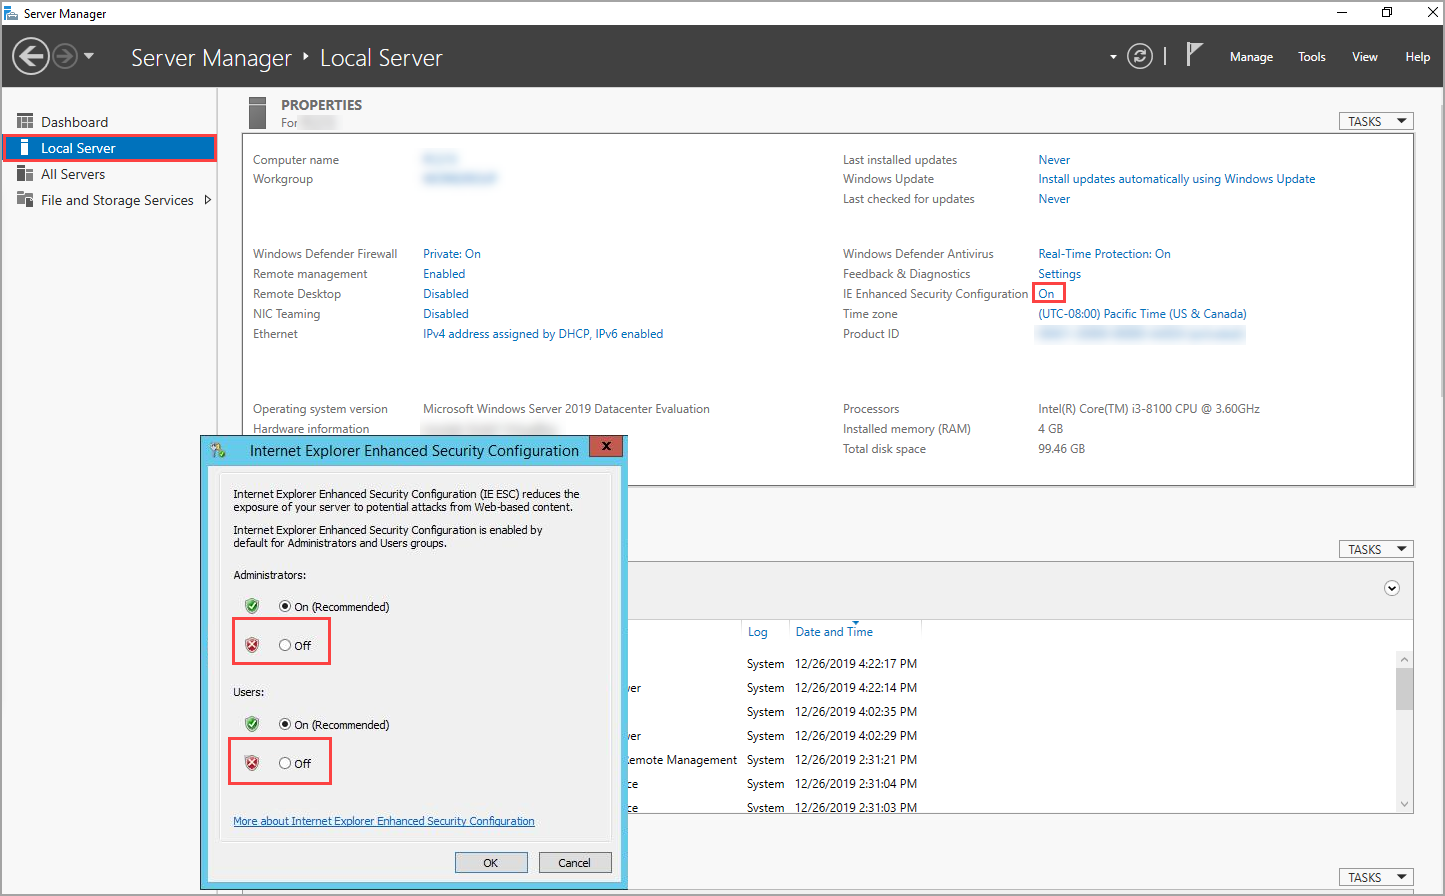 Server Manager
Server Manager ‣ Local Server
Manage Tools View Help
Dashboard
Local Server
All Servers
File and Storage Services
PROPERTIES
For
TASKS
Computer name
Workgroup
Last installed updates Never
Windows Update Install updates automatically using Windows Update
Last checked for updates Never
Windows Defender Firewall Private: On
Remote management Enabled
Remote Desktop Disabled
NIC Teaming Disabled
Ethernet IPv4 address assigned by DHCP, IPv6 enabled
Windows Defender Antivirus Real-Time Protection: On
Feedback & Diagnostics Settings
IE Enhanced Security Configuration On
Time zone (UTC-08:00) Pacific Time (US & Canada)
Product ID
Operating system version Microsoft Windows Server 2019 Datacenter Evaluation
Hardware information
Processors Intel(R) Core(TM) i3-8100 CPU @ 3.60GHz
Installed memory (RAM) 4 GB
Total disk space 99.46 GB
Internet Explorer Enhanced Security Configuration
Internet Explorer Enhanced Security Configuration (IE ESC) reduces the
exposure of your server to potential attacks from Web-based content.
Internet Explorer Enhanced Security Configuration is enabled by
default for Administrators and Users groups.
Administrators:
On (Recommended)
Off
Users:
On (Recommended)
Off
More about Internet Explorer Enhanced Security Configuration
OK Cancel
TASKS
Log Date and Time
System 12/26/2019 4:22:17 PM
ver System 12/26/2019 4:22:14 PM
System 12/26/2019 4:02:35 PM
ver System 12/26/2019 4:02:29 PM
Remote Management System 12/26/2019 2:31:21 PM
ce System 12/26/2019 2:31:04 PM
ce System 12/26/2019 2:31:03 PM
TASKS